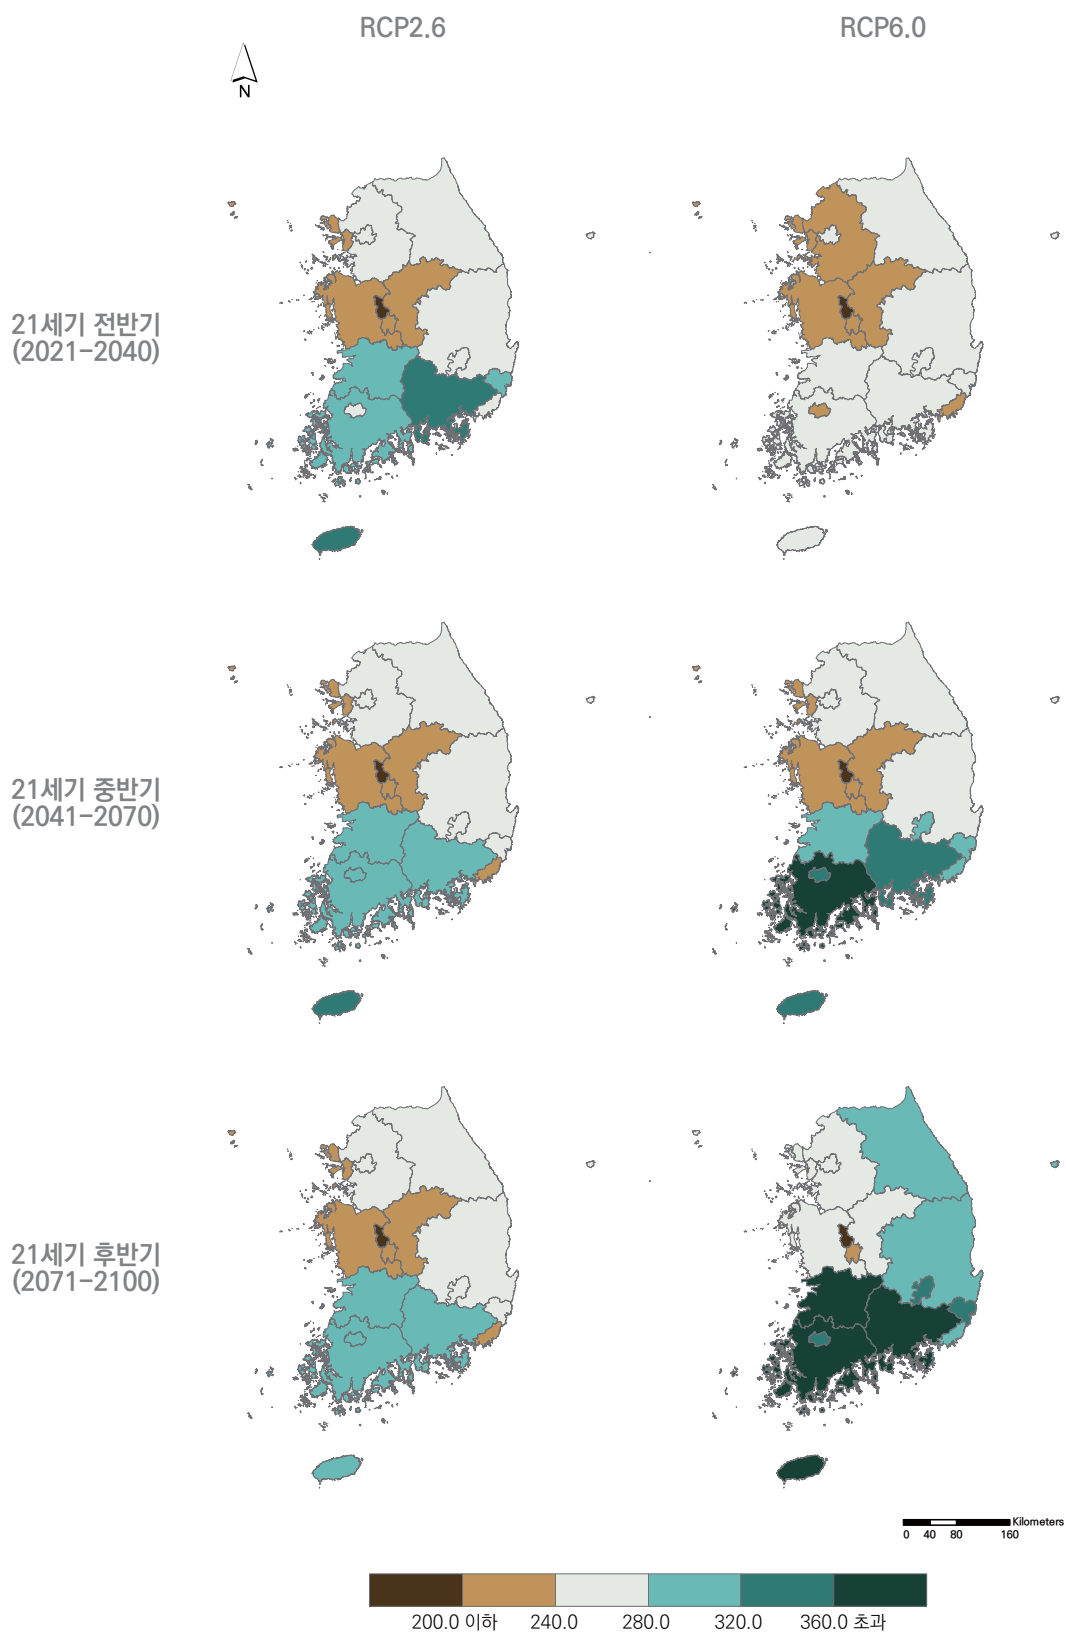 RCP2.6
RCP6.0
N
21세기 전반기
(2021-2040)
21세기 중반기
(2041-2070)
21세기 후반기
(2071-2100)
Kilometers
0 40 80 160
200.0 이하 240.0 280.0 320.0 360.0 초과